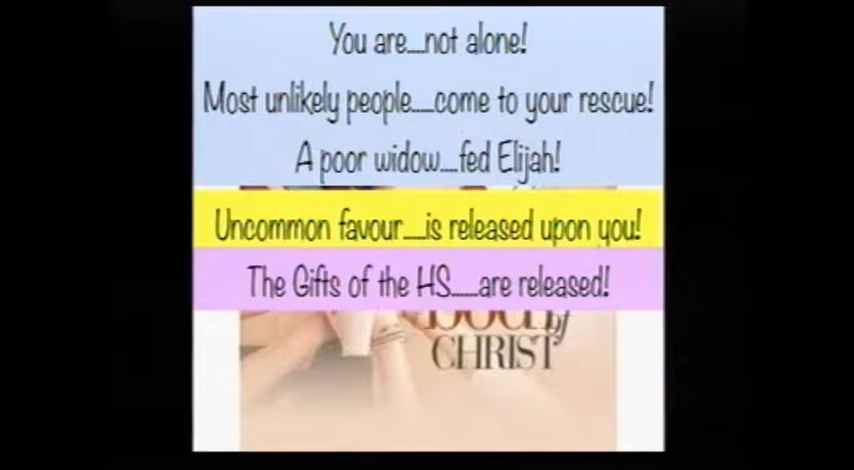 You are....not alone!
Most unlikely people.....come to your rescue!
A poor widow....fed Elijah!
Uncommon favour.....is released upon you!
The Gifts of the HS......are released!
of
CHRIST